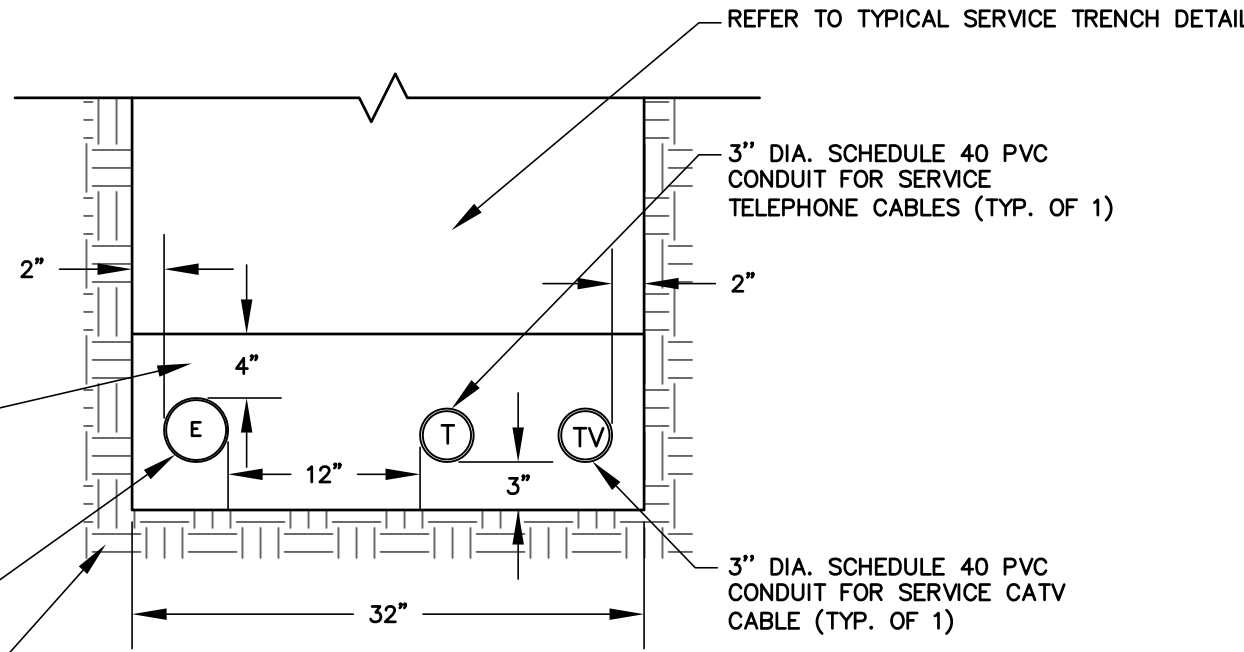 REFER TO TYPICAL SERVICE TRENCH DETAIL
3" DIA. SCHEDULE 40 PVC
CONDUIT FOR SERVICE
TELEPHONE CABLES (TYP. OF 1)
2"
2"
4"
E
T
TV
12"
3"
3" DIA. SCHEDULE 40 PVC
CONDUIT FOR SERVICE CATV
CABLE (TYP. OF 1)
32"